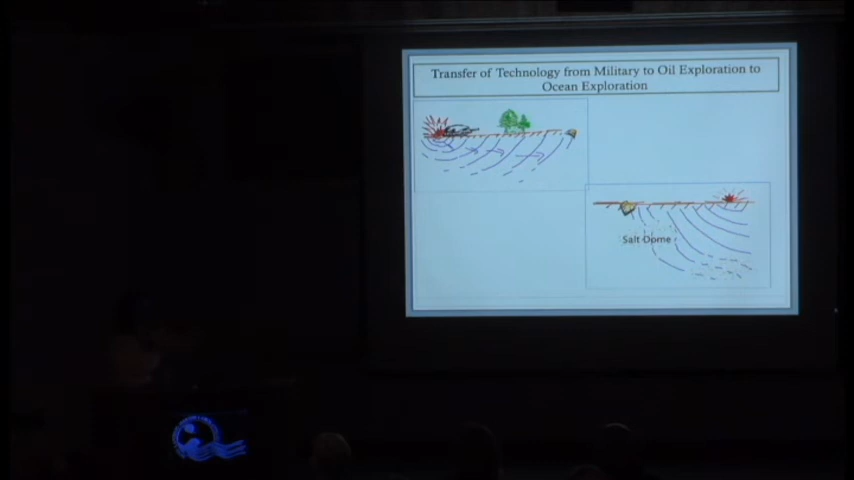 Transfer of Technology from Military to Oil Exploration to
Ocean Exploration
Salt Dome